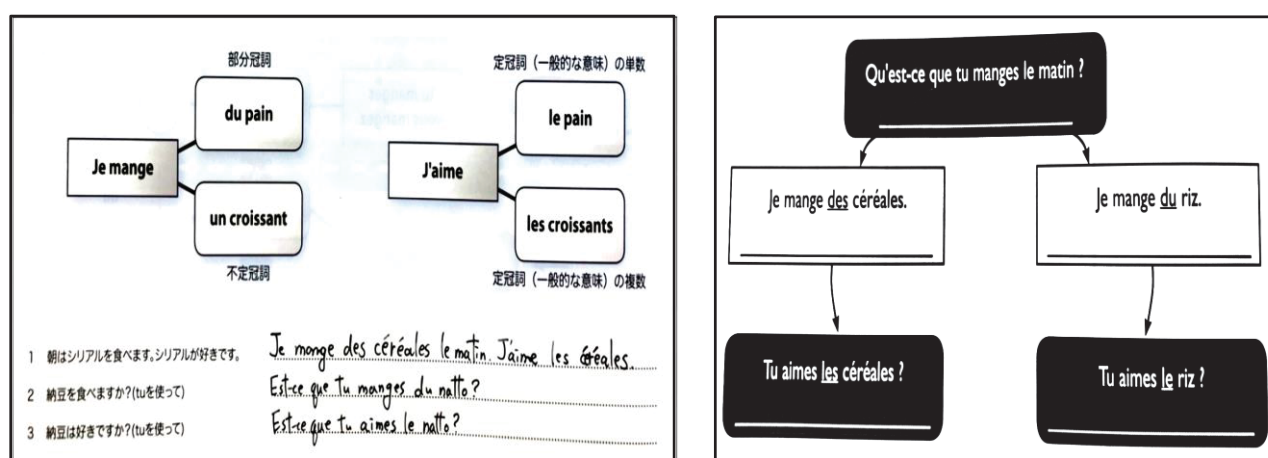 部分冠詞
du pain
Je mange
un croissant
不定冠詞
定冠詞（一般的な意味）の単数
le pain
J'aime
les croissants
定冠詞（一般的な意味）の複数
1 朝はシリアルを食べます。シリアルが好きです。 Je mange des céréales le matin. J'aime les céréales.
2 納豆を食べますか？(tuを使って) Est-ce que tu manges du natto ?
3 納豆は好きですか？(tuを使って) Est-ce que tu aimes le natto ?
Qu'est-ce que tu manges le matin ?
Je mange des céréales.
Je mange du riz.
Tu aimes les céréales ?
Tu aimes le riz ?